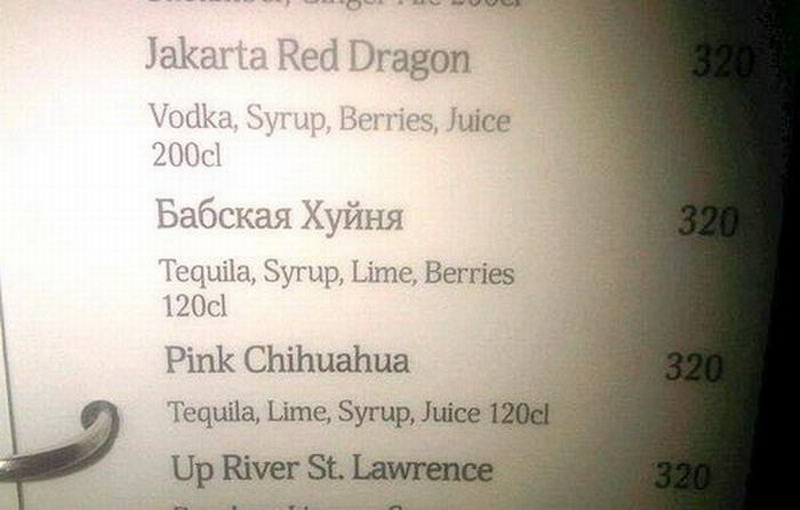 Jakarta Red Dragon 320
Vodka, Syrup, Berries, Juice
200cl
Бабская Хуйня 320
Tequila, Syrup, Lime, Berries
120cl
Pink Chihuahua 320
Tequila, Lime, Syrup, Juice 120cl
Up River St. Lawrence 320